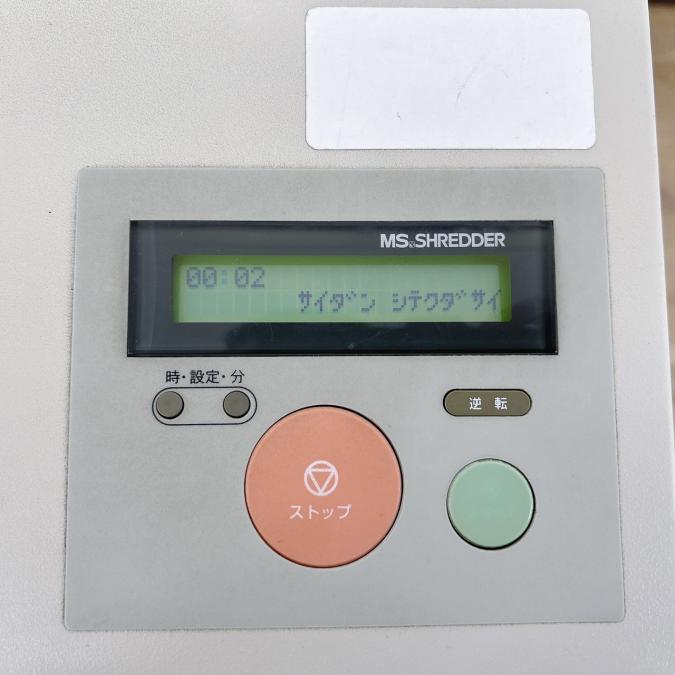 MS SHREDDER
00:02
サイダン シテクダサイ
時・設定・分
逆転
ストップ